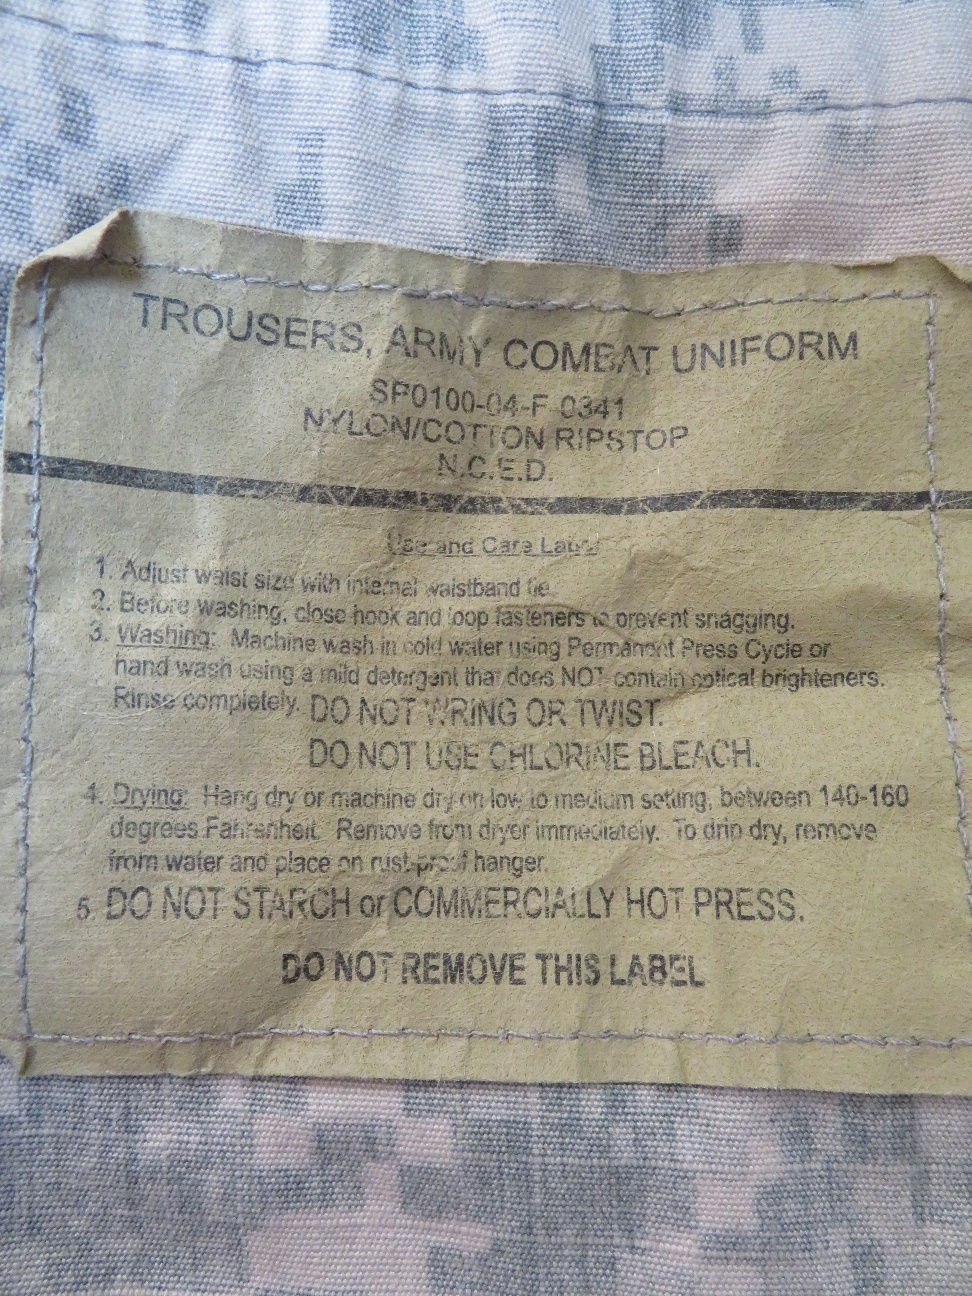 TROUSERS, ARMY COMBAT UNIFORM
SP0100-04-F-0341
NYLON/COTTON RIPSTOP
N.C.E.D.
Use and Care Label
1. Adjust waist size with internal waistband tie
2. Before washing, close hook and loop fasteners to prevent snagging.
3. Washing: Machine wash in cold water using Permanent Press Cycle or
hand wash using a mild detergent that does NOT contain optical brighteners.
Rinse completely. DO NOT WRING OR TWIST.
DO NOT USE CHLORINE BLEACH.
4. Drying: Hang dry or machine dry on low to medium setting, between 140-160
degrees Fahrenheit. Remove from dryer immediately. To drip dry, remove
from water and place on rust-proof hanger.
5. DO NOT STARCH or COMMERCIALLY HOT PRESS.
DO NOT REMOVE THIS LABEL